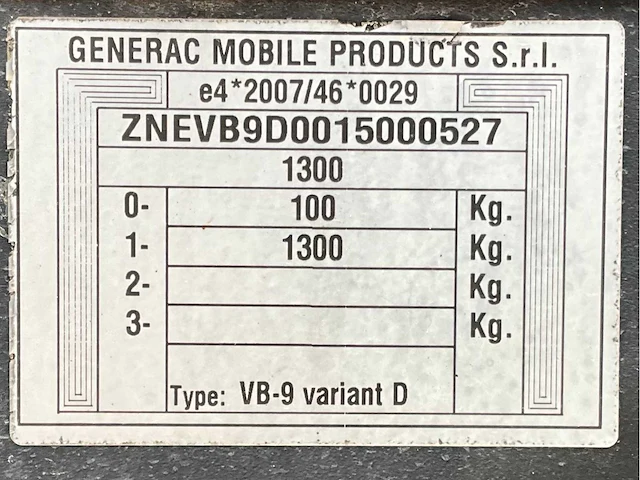 GENERAC MOBILE PRODUCTS S.r.l.
e4*2007/46*0029
ZNEVB9D0015000527
1300
0- 100 Kg.
1- 1300 Kg.
2- Kg.
3- Kg.
Type: VB-9 variant D